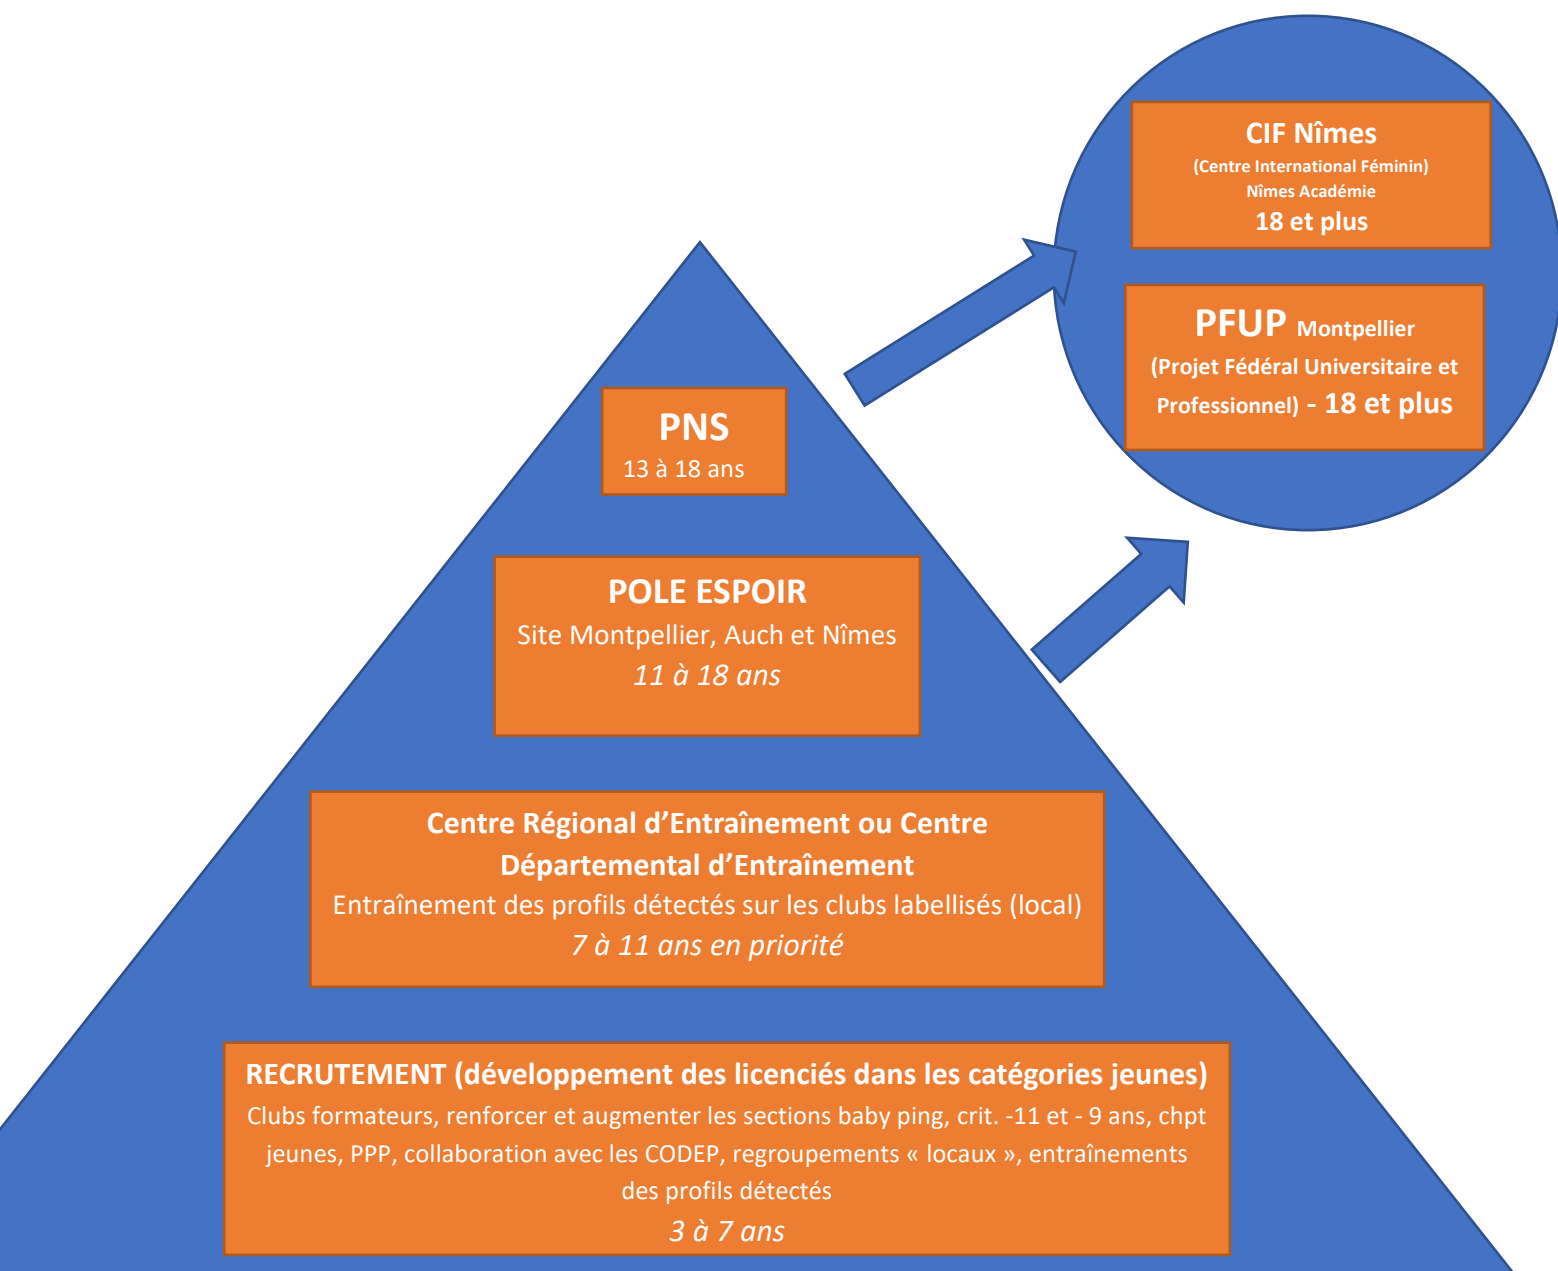 CIF Nîmes
(Centre International Féminin)
Nîmes Académie
18 et plus
PFUP Montpellier
(Projet Fédéral Universitaire et
Professionnel) - 18 et plus
PNS
13 à 18 ans
POLE ESPOIR
Site Montpellier, Auch et Nîmes
11 à 18 ans
Centre Régional d’Entraînement ou Centre
Départemental d’Entraînement
Entraînement des profils détectés sur les clubs labellisés (local)
7 à 11 ans en priorité
RECRUTEMENT (développement des licenciés dans les catégories jeunes)
Clubs formateurs, renforcer et augmenter les sections baby ping, crit. -11 et - 9 ans, chpt
jeunes, PPP, collaboration avec les CODEP, regroupements « locaux », entraînements
des profils détectés
3 à 7 ans